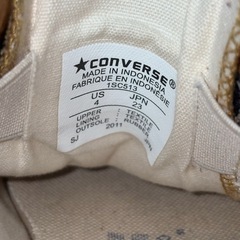 ★CONVERSE®
MADE IN INDONESIA
FABRIQUE EN INDONESIE
1SC513
US JPN
4 23
UPPER : TEXTILE
LINING : TEXTILE
OUTSOLE : RUBBER
SJ 2011